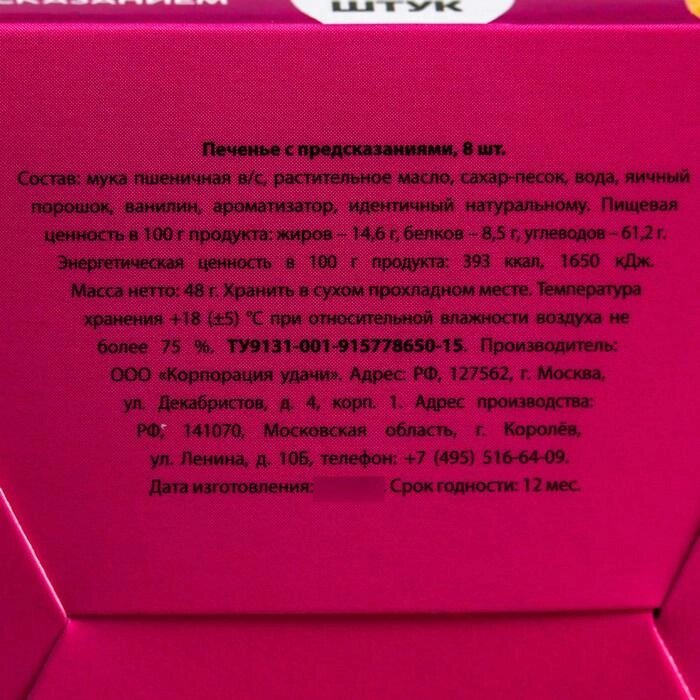 СКАЗАНИЕМ
ШТУК
Печенье с предсказаниями, 8 шт.
Состав: мука пшеничная в/с, растительное масло, сахар-песок, вода, яичный
порошок, ванилин, ароматизатор, идентичный натуральному. Пищевая
ценность в 100 г продукта: жиров – 14,6 г, белков – 8,5 г, углеводов – 61,2 г.
Энергетическая ценность в 100 г продукта: 393 ккал, 1650 кДж.
Масса нетто: 48 г. Хранить в сухом прохладном месте. Температура
хранения +18 (±5) °С при относительной влажности воздуха не
более 75 %. ТУ9131-001-915778650-15. Производитель:
ООО «Корпорация удачи». Адрес: РФ, 127562, г. Москва,
ул. Декабристов, д. 4, корп. 1. Адрес производства:
РФ, 141070, Московская область, г. Королёв,
ул. Ленина, д. 10Б, телефон: +7 (495) 516-64-09.
Дата изготовления: Срок годности: 12 мес.